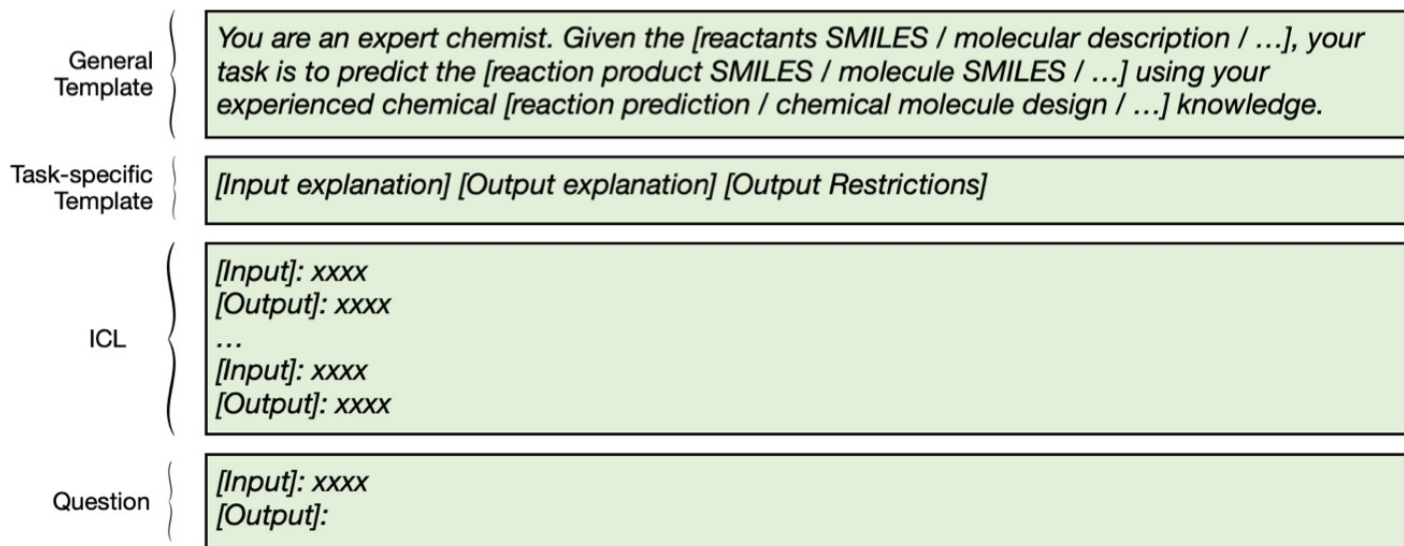 General
Template
You are an expert chemist. Given the [reactants SMILES / molecular description / …], your
task is to predict the [reaction product SMILES / molecule SMILES / …] using your
experienced chemical [reaction prediction / chemical molecule design / …] knowledge.
Task-specific
Template
[Input explanation] [Output explanation] [Output Restrictions]
ICL
[Input]: xxxx
[Output]: xxxx
…
[Input]: xxxx
[Output]: xxxx
Question
[Input]: xxxx
[Output]: